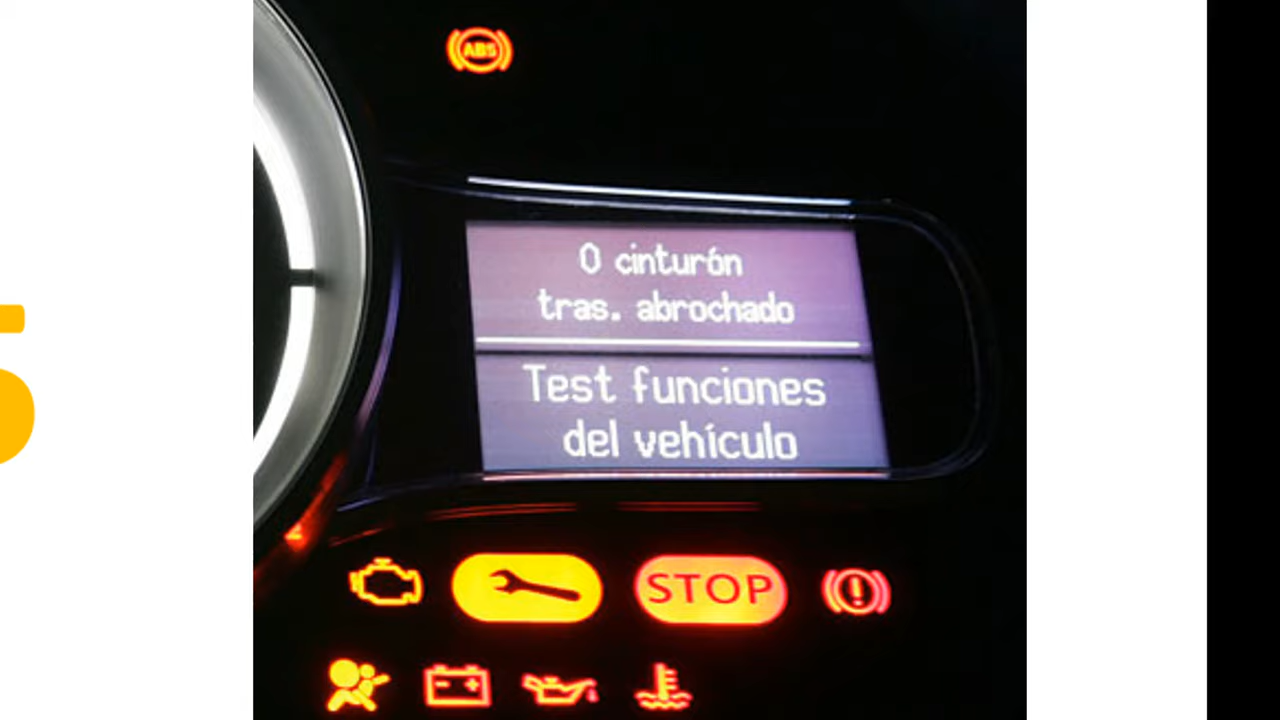 ABS
0 cinturón
tras. abrochado
Test funciones
del vehículo
STOP